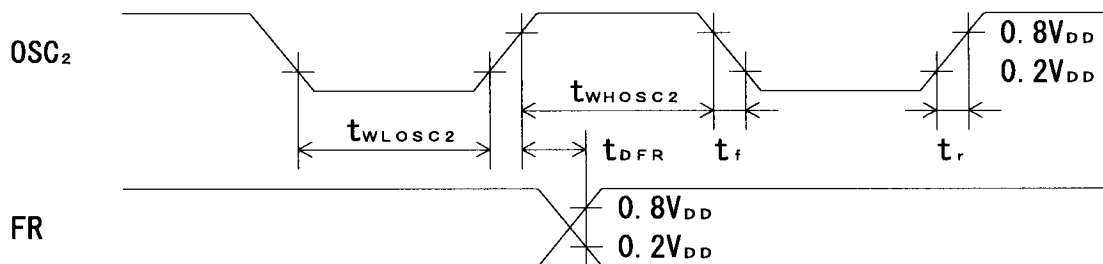 OSC₂
0.8VDD
0.2VDD
tWHOSC2
tWLOSC2
tDFR
tf
tr
FR
0.8VDD
0.2VDD